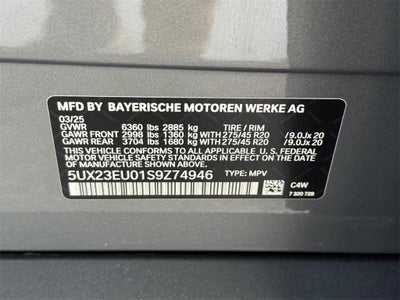 MFD BY BAYERISCHE MOTOREN WERKE AG
03/25
GVWR 6360 lbs 2885 kg TIRE / RIM
GAWR FRONT 2998 lbs 1360 kg WITH 275/45 R20 / 9.0Jx 20
GAWR REAR 3704 lbs 1680 kg WITH 275/45 R20 / 9.0Jx 20
THIS VEHICLE CONFORMS TO ALL APPLICABLE FEDERAL
MOTOR VEHICLE SAFETY STANDARDS IN EFFECT ON THE
DATE OF MANUFACTURE SHOWN ABOVE.
5UX23EU01S9Z74946 TYPE: MPV C4W
7 320 729